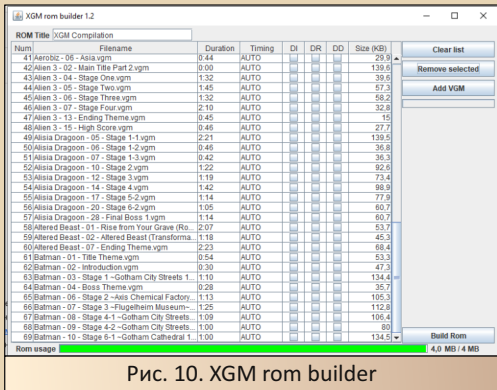 XGM rom builder 1.2
ROM Title XGM Compilation
Num Filename Duration Timing DI DR DD Size (KB)
41 Aerobiz - 06 - Asia.vgm 0:44 AUTO 29,9
42 Alien 3 - 02 - Main Title Part 2.vgm 0:00 AUTO 139,6
43 Alien 3 - 04 - Stage One.vgm 1:32 AUTO 39,6
44 Alien 3 - 05 - Stage Two.vgm 1:45 AUTO 57,3
45 Alien 3 - 06 - Stage Three.vgm 1:32 AUTO 58,2
46 Alien 3 - 07 - Stage Four.vgm 2:10 AUTO 32,8
47 Alien 3 - 13 - Ending Theme.vgm 0:45 AUTO 15
48 Alien 3 - 15 - High Score.vgm 0:46 AUTO 27,7
49 Alisia Dragoon - 05 - Stage 1-1.vgm 2:21 AUTO 139,5
50 Alisia Dragoon - 06 - Stage 1-2.vgm 0:46 AUTO 36,8
51 Alisia Dragoon - 07 - Stage 1-3.vgm 0:42 AUTO 36,3
52 Alisia Dragoon - 10 - Stage 2.vgm 1:22 AUTO 92,6
53 Alisia Dragoon - 12 - Stage 3.vgm 1:19 AUTO 73,4
54 Alisia Dragoon - 14 - Stage 4.vgm 1:42 AUTO 98,9
55 Alisia Dragoon - 17 - Stage 5-2.vgm 1:14 AUTO 77,9
56 Alisia Dragoon - 20 - Stage 6-2.vgm 1:05 AUTO 60,7
57 Alisia Dragoon - 28 - Final Boss 1.vgm 1:14 AUTO 60,7
58 Altered Beast - 01 - Rise from Your Grave (Ro... 2:07 AUTO 53,7
59 Altered Beast - 02 - Altered Beast (Transforma... 1:18 AUTO 45,3
60 Altered Beast - 07 - Ending Theme.vgm 2:23 AUTO 68,4
61 Batman - 01 - Title Theme.vgm 0:54 AUTO 53,3
62 Batman - 02 - Introduction.vgm 0:30 AUTO 47,3
63 Batman - 03 - Stage 1 ~Gotham City Streets 1... 1:10 AUTO 134,4
64 Batman - 04 - Boss Theme.vgm 0:28 AUTO 35,7
65 Batman - 06 - Stage 2 ~Axis Chemical Factory... 1:13 AUTO 105,3
66 Batman - 07 - Stage 3 ~Flugelheim Museum~... 1:25 AUTO 112,8
67 Batman - 08 - Stage 4-1 ~Gotham City Streets... 1:09 AUTO 106,4
68 Batman - 09 - Stage 4-2 ~Gotham City Streets... 1:00 AUTO 80
69 Batman - 10 - Stage 6-1 ~Gotham Cathedral 1... 1:00 AUTO 134,5
Clear list
Remove selected
Add VGM
Build Rom
Rom usage 4,0 MB / 4 MB
Рис. 10. XGM rom builder